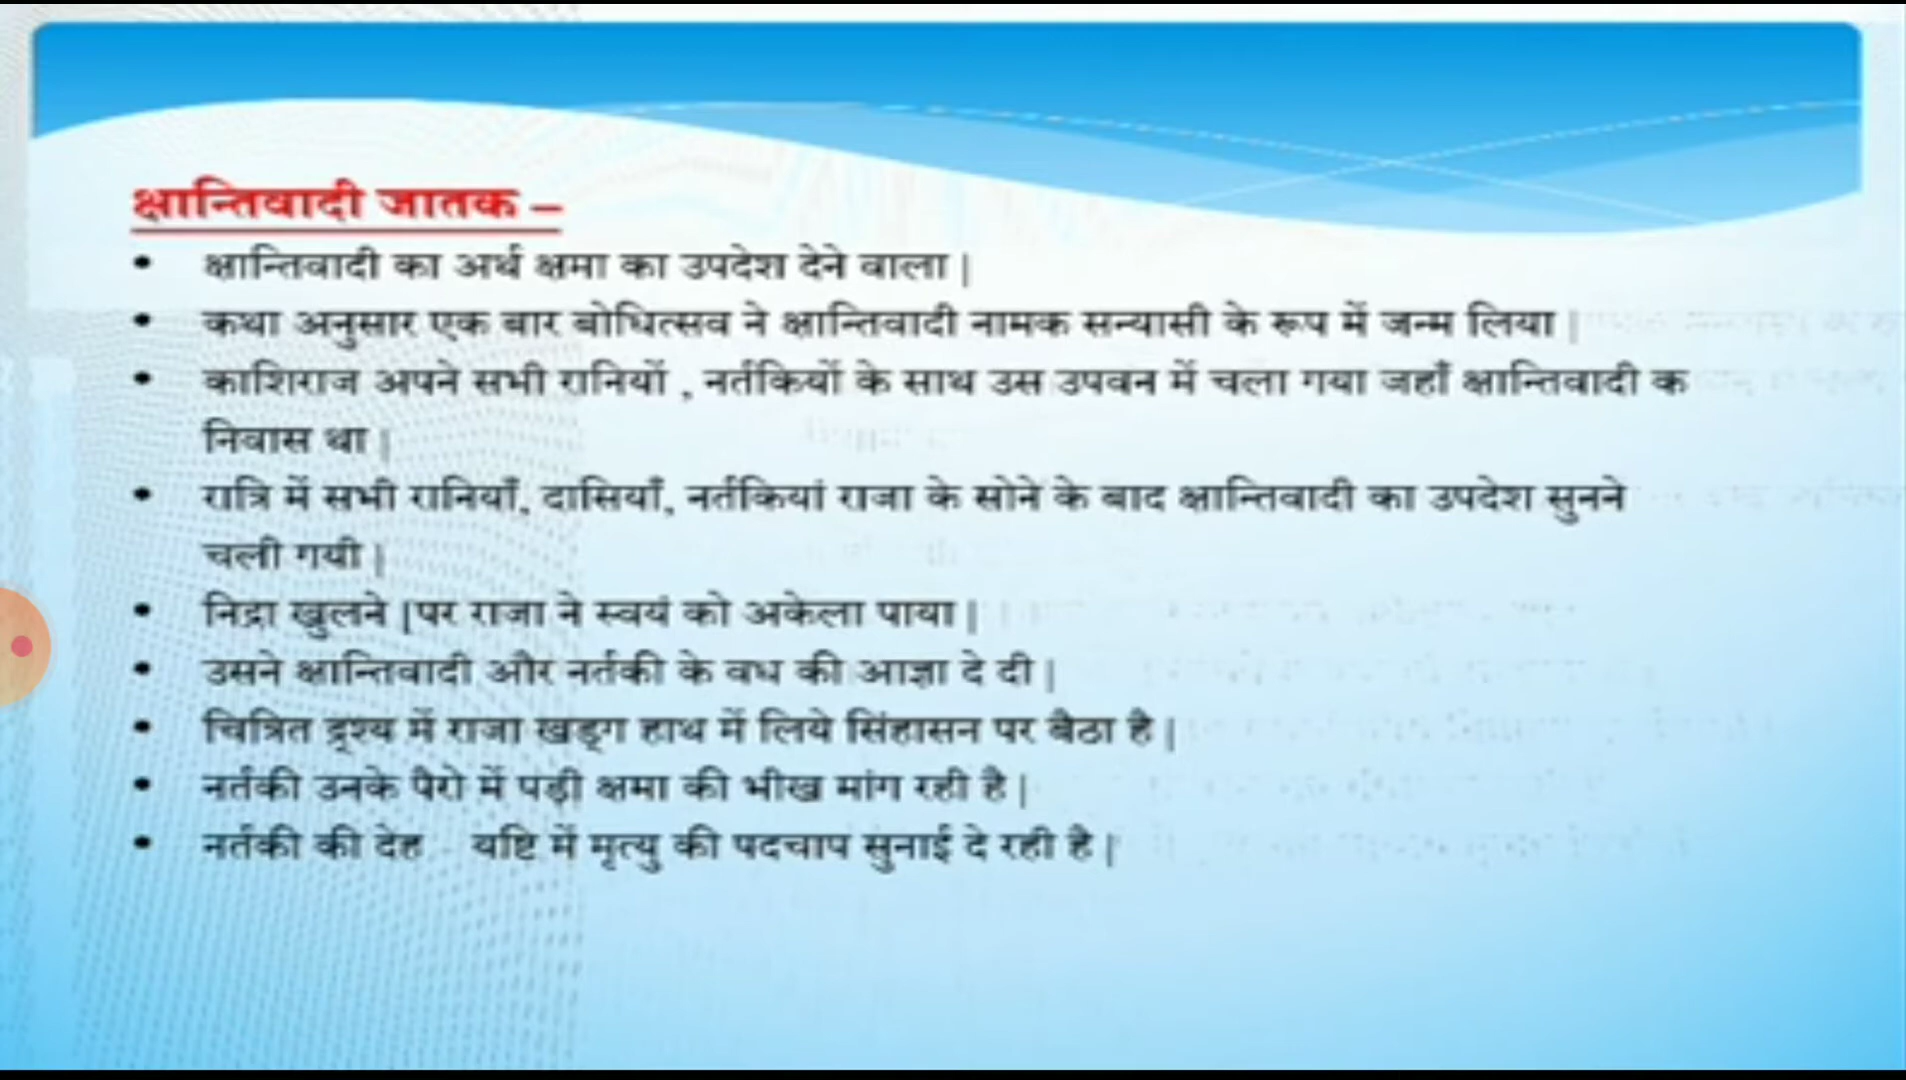 क्षान्तिवादी जातक –
• क्षान्तिवादी का अर्थ क्षमा का उपदेश देने वाला |
• कथा अनुसार एक बार बोधित्सव ने क्षान्तिवादी नामक सन्यासी के रूप में जन्म लिया |
• काशिराज अपने सभी रानियों , नर्तकियों के साथ उस उपवन में चला गया जहाँ क्षान्तिवादी क
निवास था |
• रात्रि में सभी रानियाँ, दासियाँ, नर्तकियां राजा के सोने के बाद क्षान्तिवादी का उपदेश सुनने
चली गयी |
• निद्रा खुलने |पर राजा ने स्वयं को अकेला पाया |
• उसने क्षान्तिवादी और नर्तकी के वध की आज्ञा दे दी |
• चित्रित दृश्य में राजा खड्ग हाथ में लिये सिंहासन पर बैठा है |
• नर्तकी उनके पैरो में पड़ी क्षमा की भीख मांग रही है |
• नर्तकी की देह यष्टि में मृत्यु की पदचाप सुनाई दे रही है |